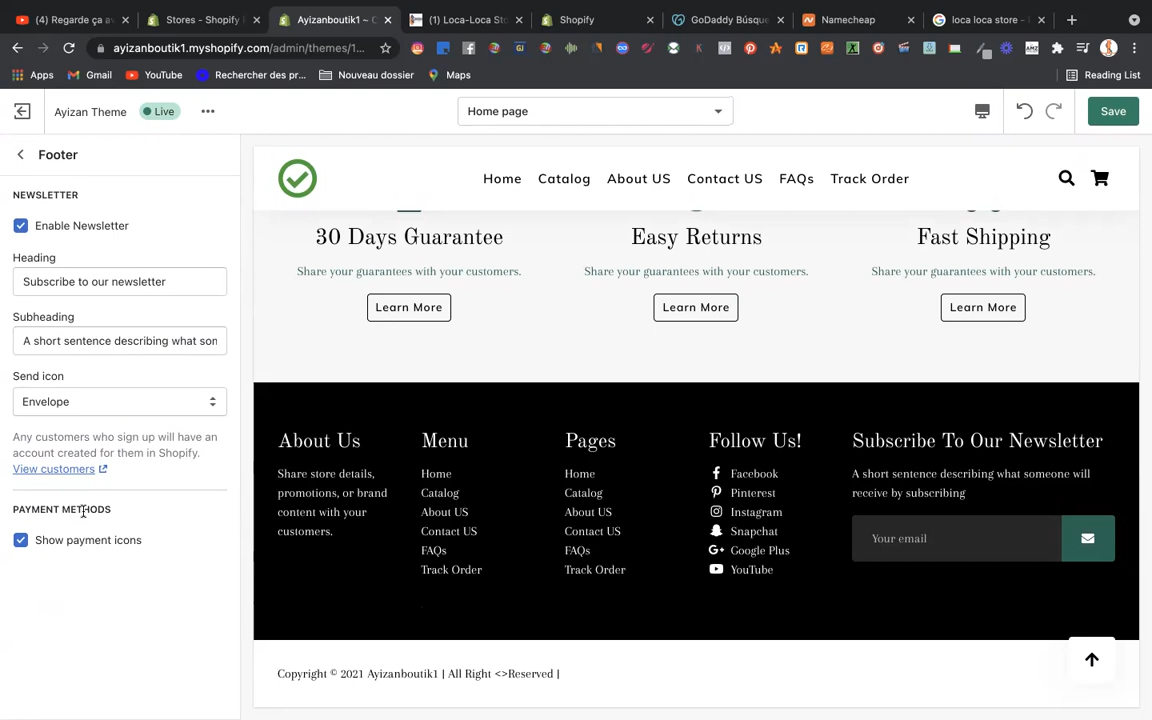 (4) Regarde ça av
Stores - Shopify
Ayizanboutik1 ~ C
(1) Loca-Loca Sto
Shopify
GoDaddy Búsque
Namecheap
loca loca store -
ayizanboutik1.myshopify.com/admin/themes/1...
Apps
Gmail
YouTube
Rechercher des pr...
Nouveau dossier
Maps
Reading List
Ayizan Theme
Live
Home page
Save
Footer
NEWSLETTER
Enable Newsletter
Heading
Subscribe to our newsletter
Subheading
A short sentence describing what son
Send icon
Envelope
Any customers who sign up will have an
account created for them in Shopify.
View customers
PAYMENT METHODS
Show payment icons
Home
Catalog
About US
Contact US
FAQs
Track Order
30 Days Guarantee
Share your guarantees with your customers.
Learn More
Easy Returns
Share your guarantees with your customers.
Learn More
Fast Shipping
Share your guarantees with your customers.
Learn More
About Us
Share store details,
promotions, or brand
content with your
customers.
Menu
Home
Catalog
About US
Contact US
FAQs
Track Order
Pages
Home
Catalog
About US
Contact US
FAQs
Track Order
Follow Us!
Facebook
Pinterest
Instagram
Snapchat
Google Plus
YouTube
Subscribe To Our Newsletter
A short sentence describing what someone will
receive by subscribing
Your email
Copyright © 2021 Ayizanboutik1 | All Right <>Reserved |